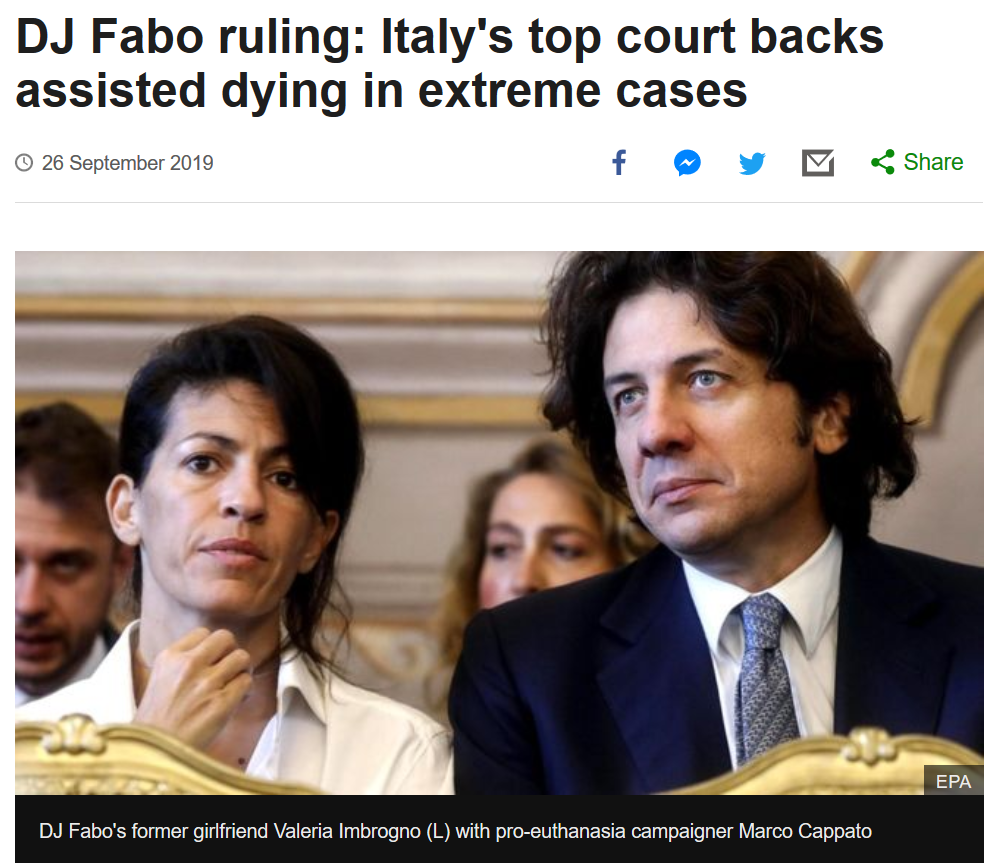 DJ Fabo ruling: Italy's top court backs
assisted dying in extreme cases
26 September 2019
Share
EPA
DJ Fabo's former girlfriend Valeria Imbrogno (L) with pro-euthanasia campaigner Marco Cappato